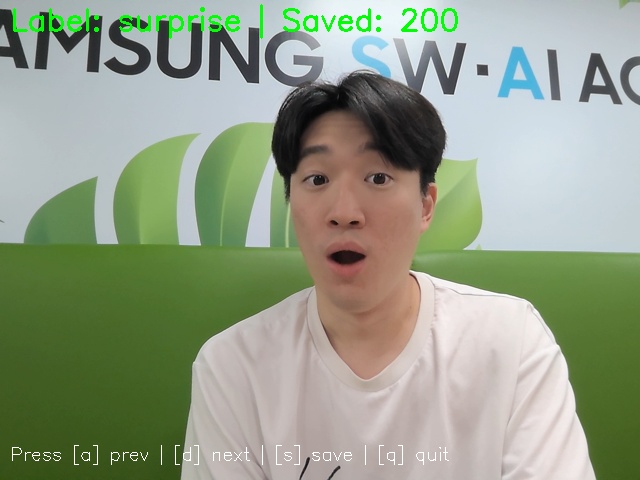 Label: surprise | Saved: 200
AMSUNG SW·AI AC
Press [a] prev | [d] next | [s] save | [q] quit